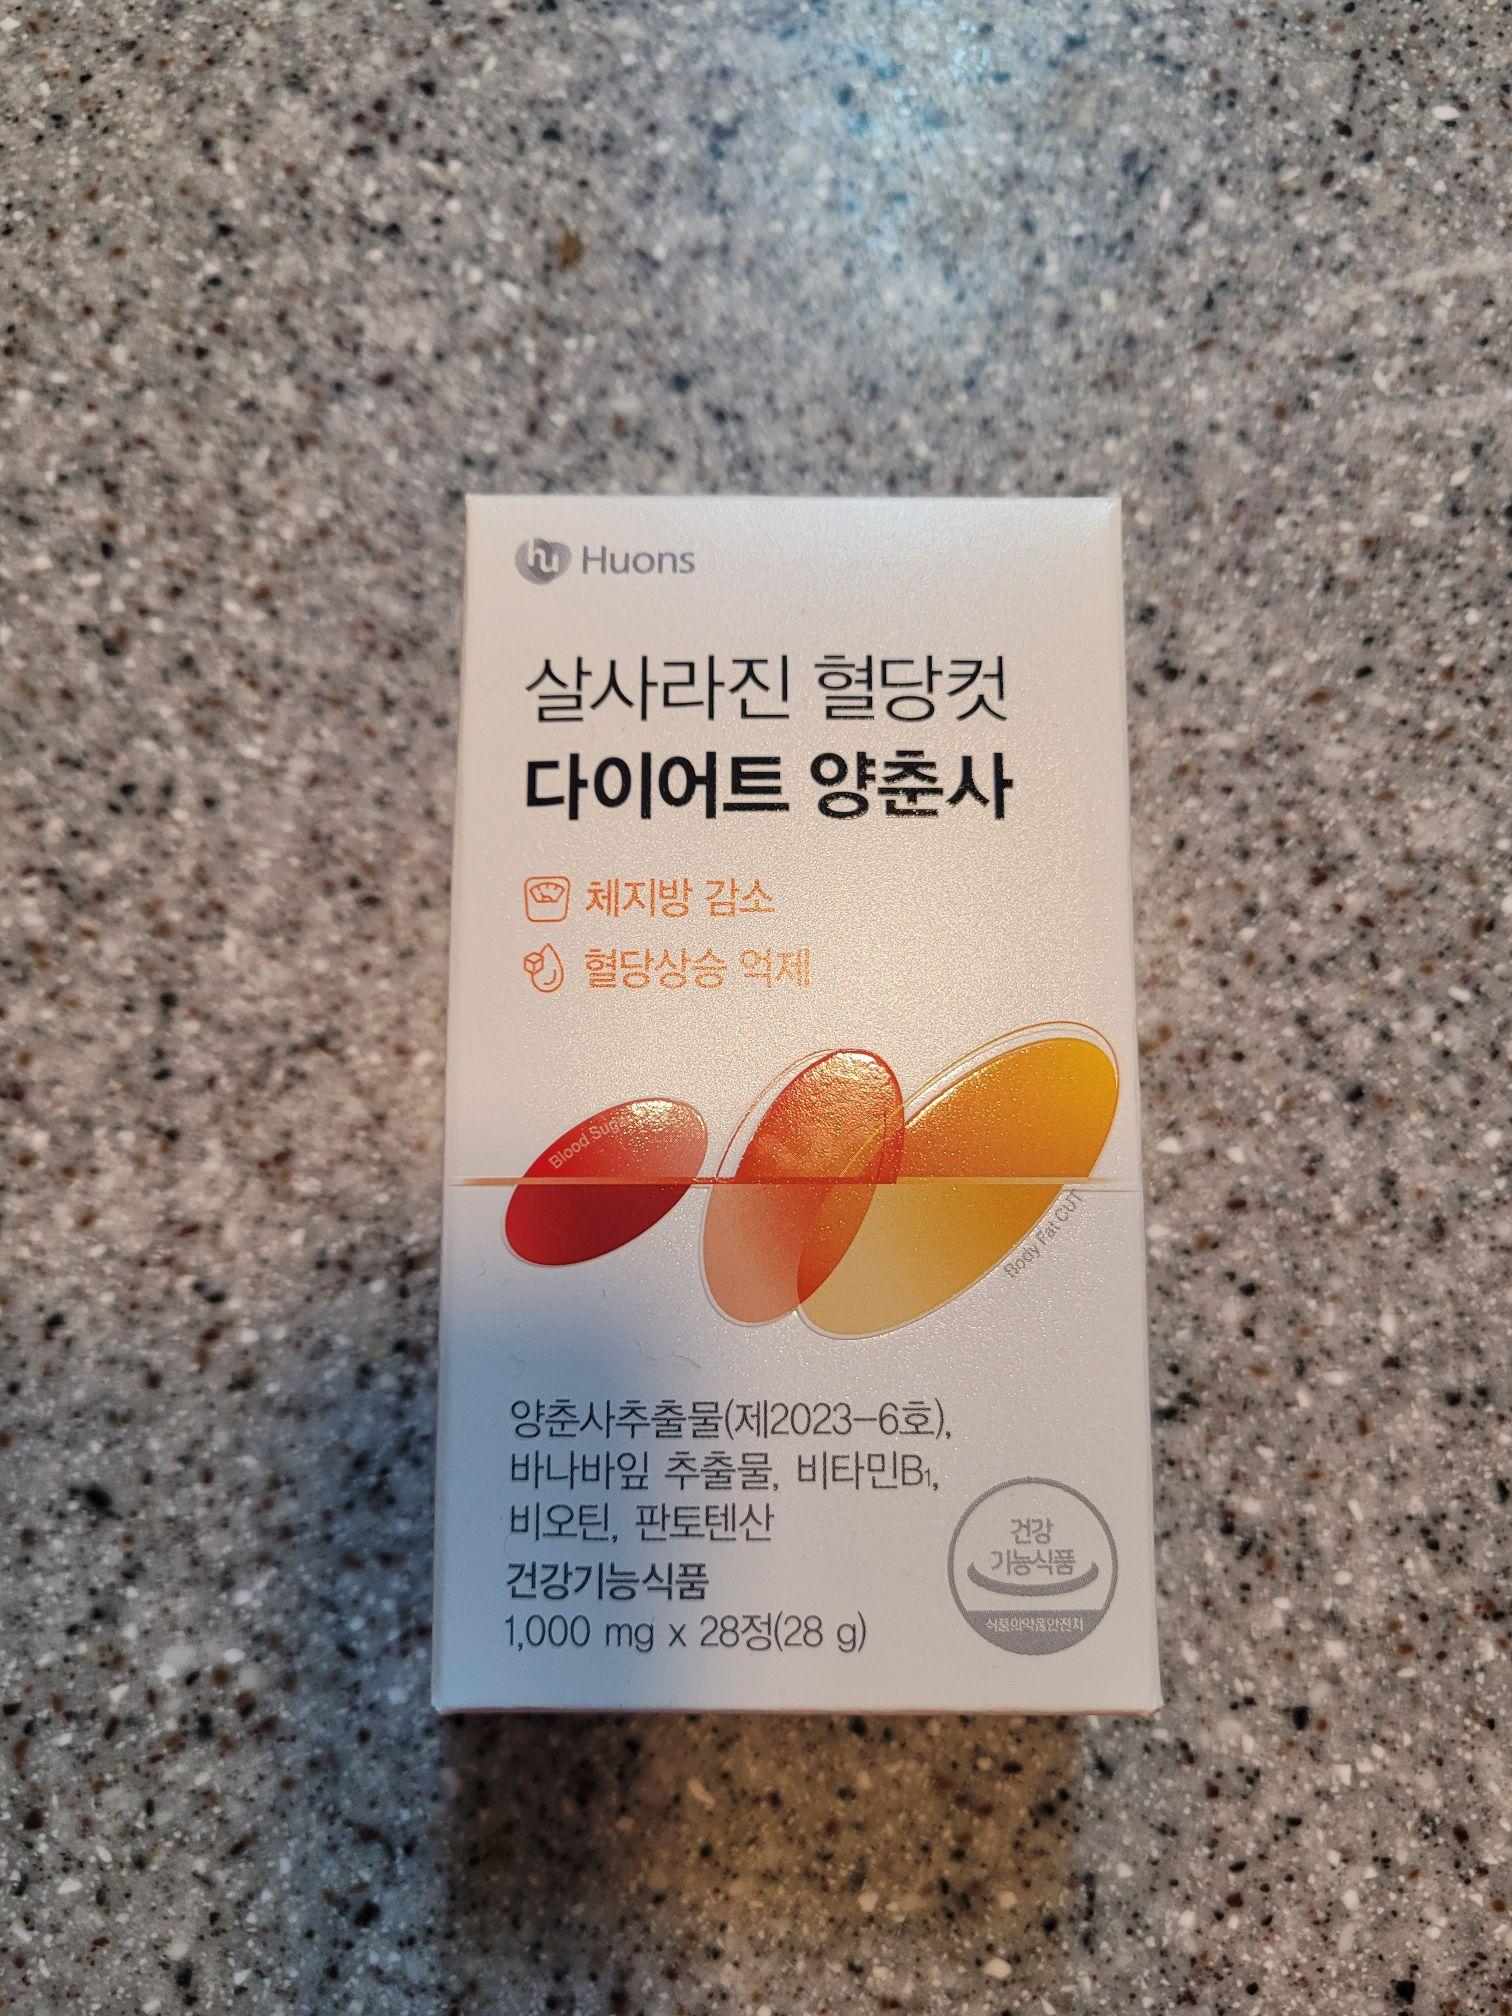 hu Huons
살사라진 혈당컷
다이어트 양춘사
체지방 감소
혈당상승 억제
Blood Sugar
Body Fat CUT
양춘사추출물(제2023-6호),
바나바잎 추출물, 비타민B₁,
비오틴, 판토텐산
건강기능식품
1,000 mg x 28정(28 g)
건강
기능식품
식품의약품안전처